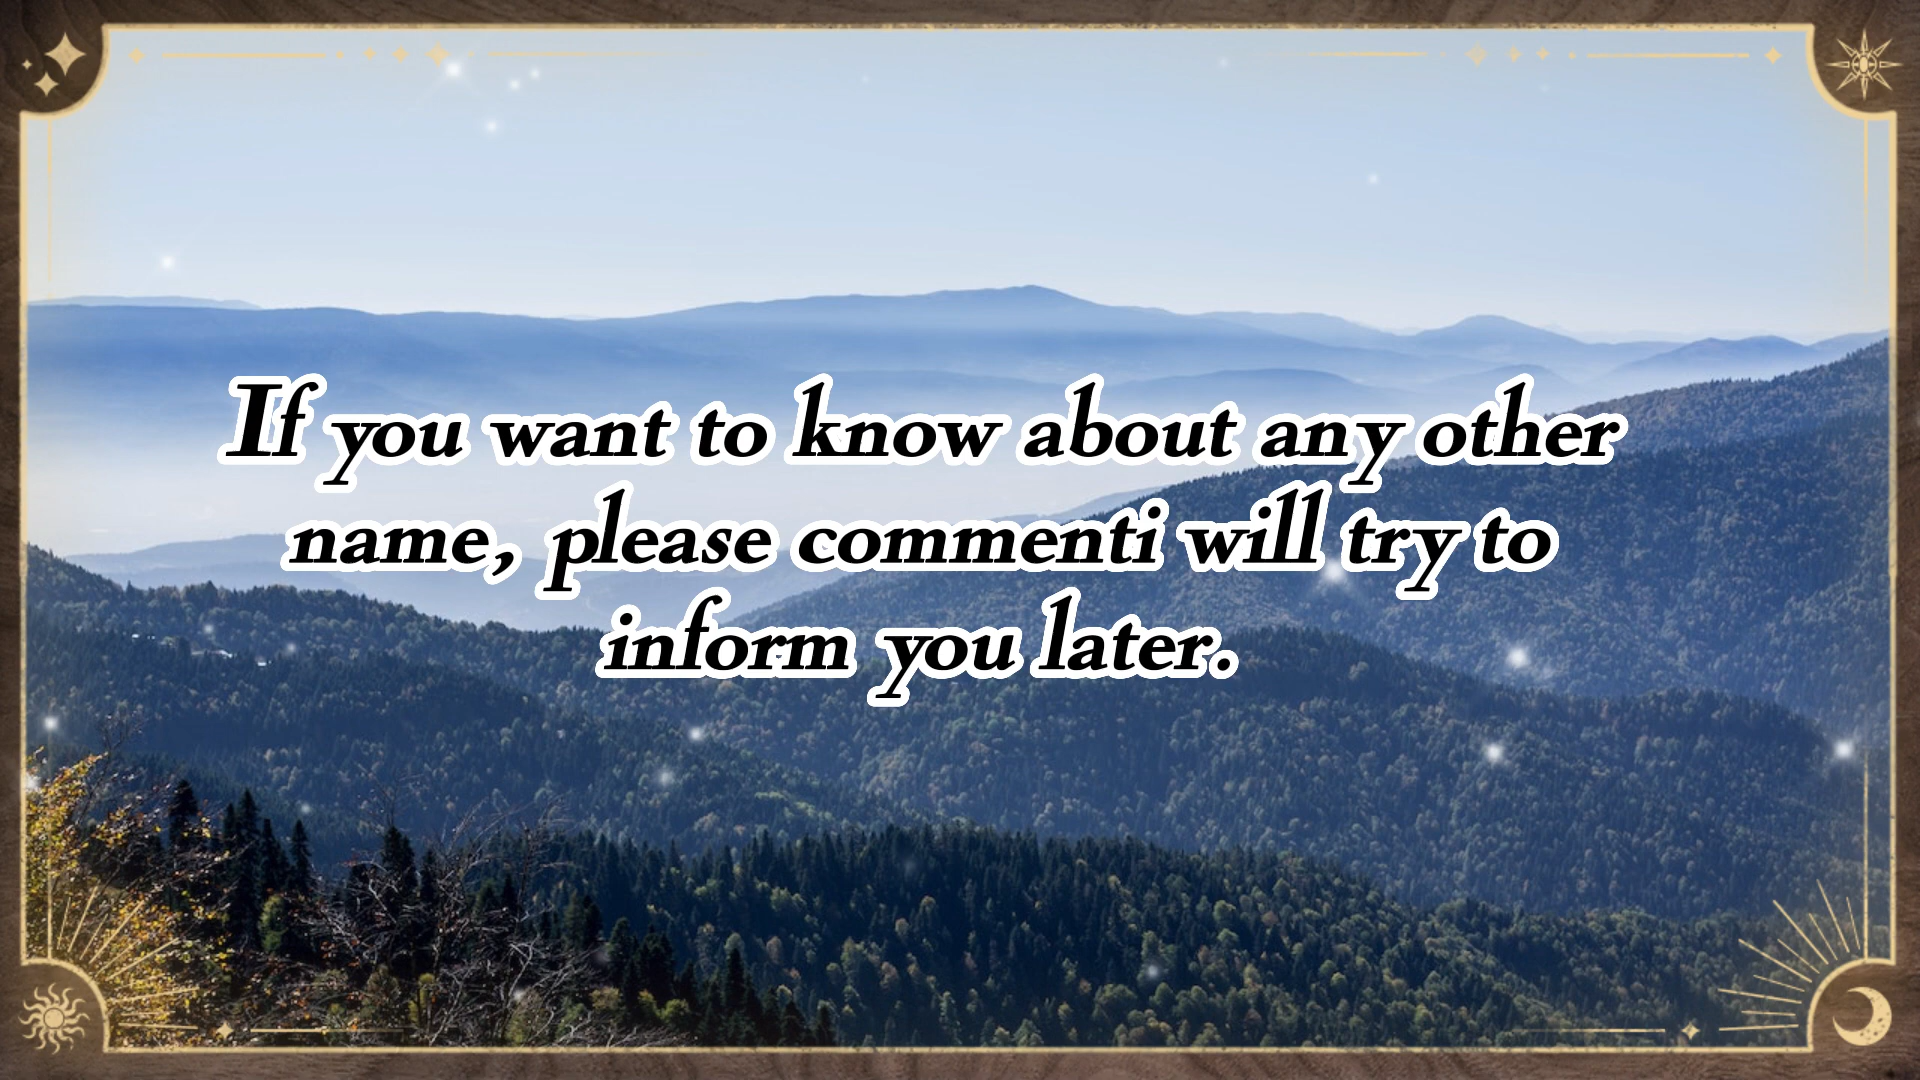 If you want to know about any other
name, please commenti will try to
inform you later.